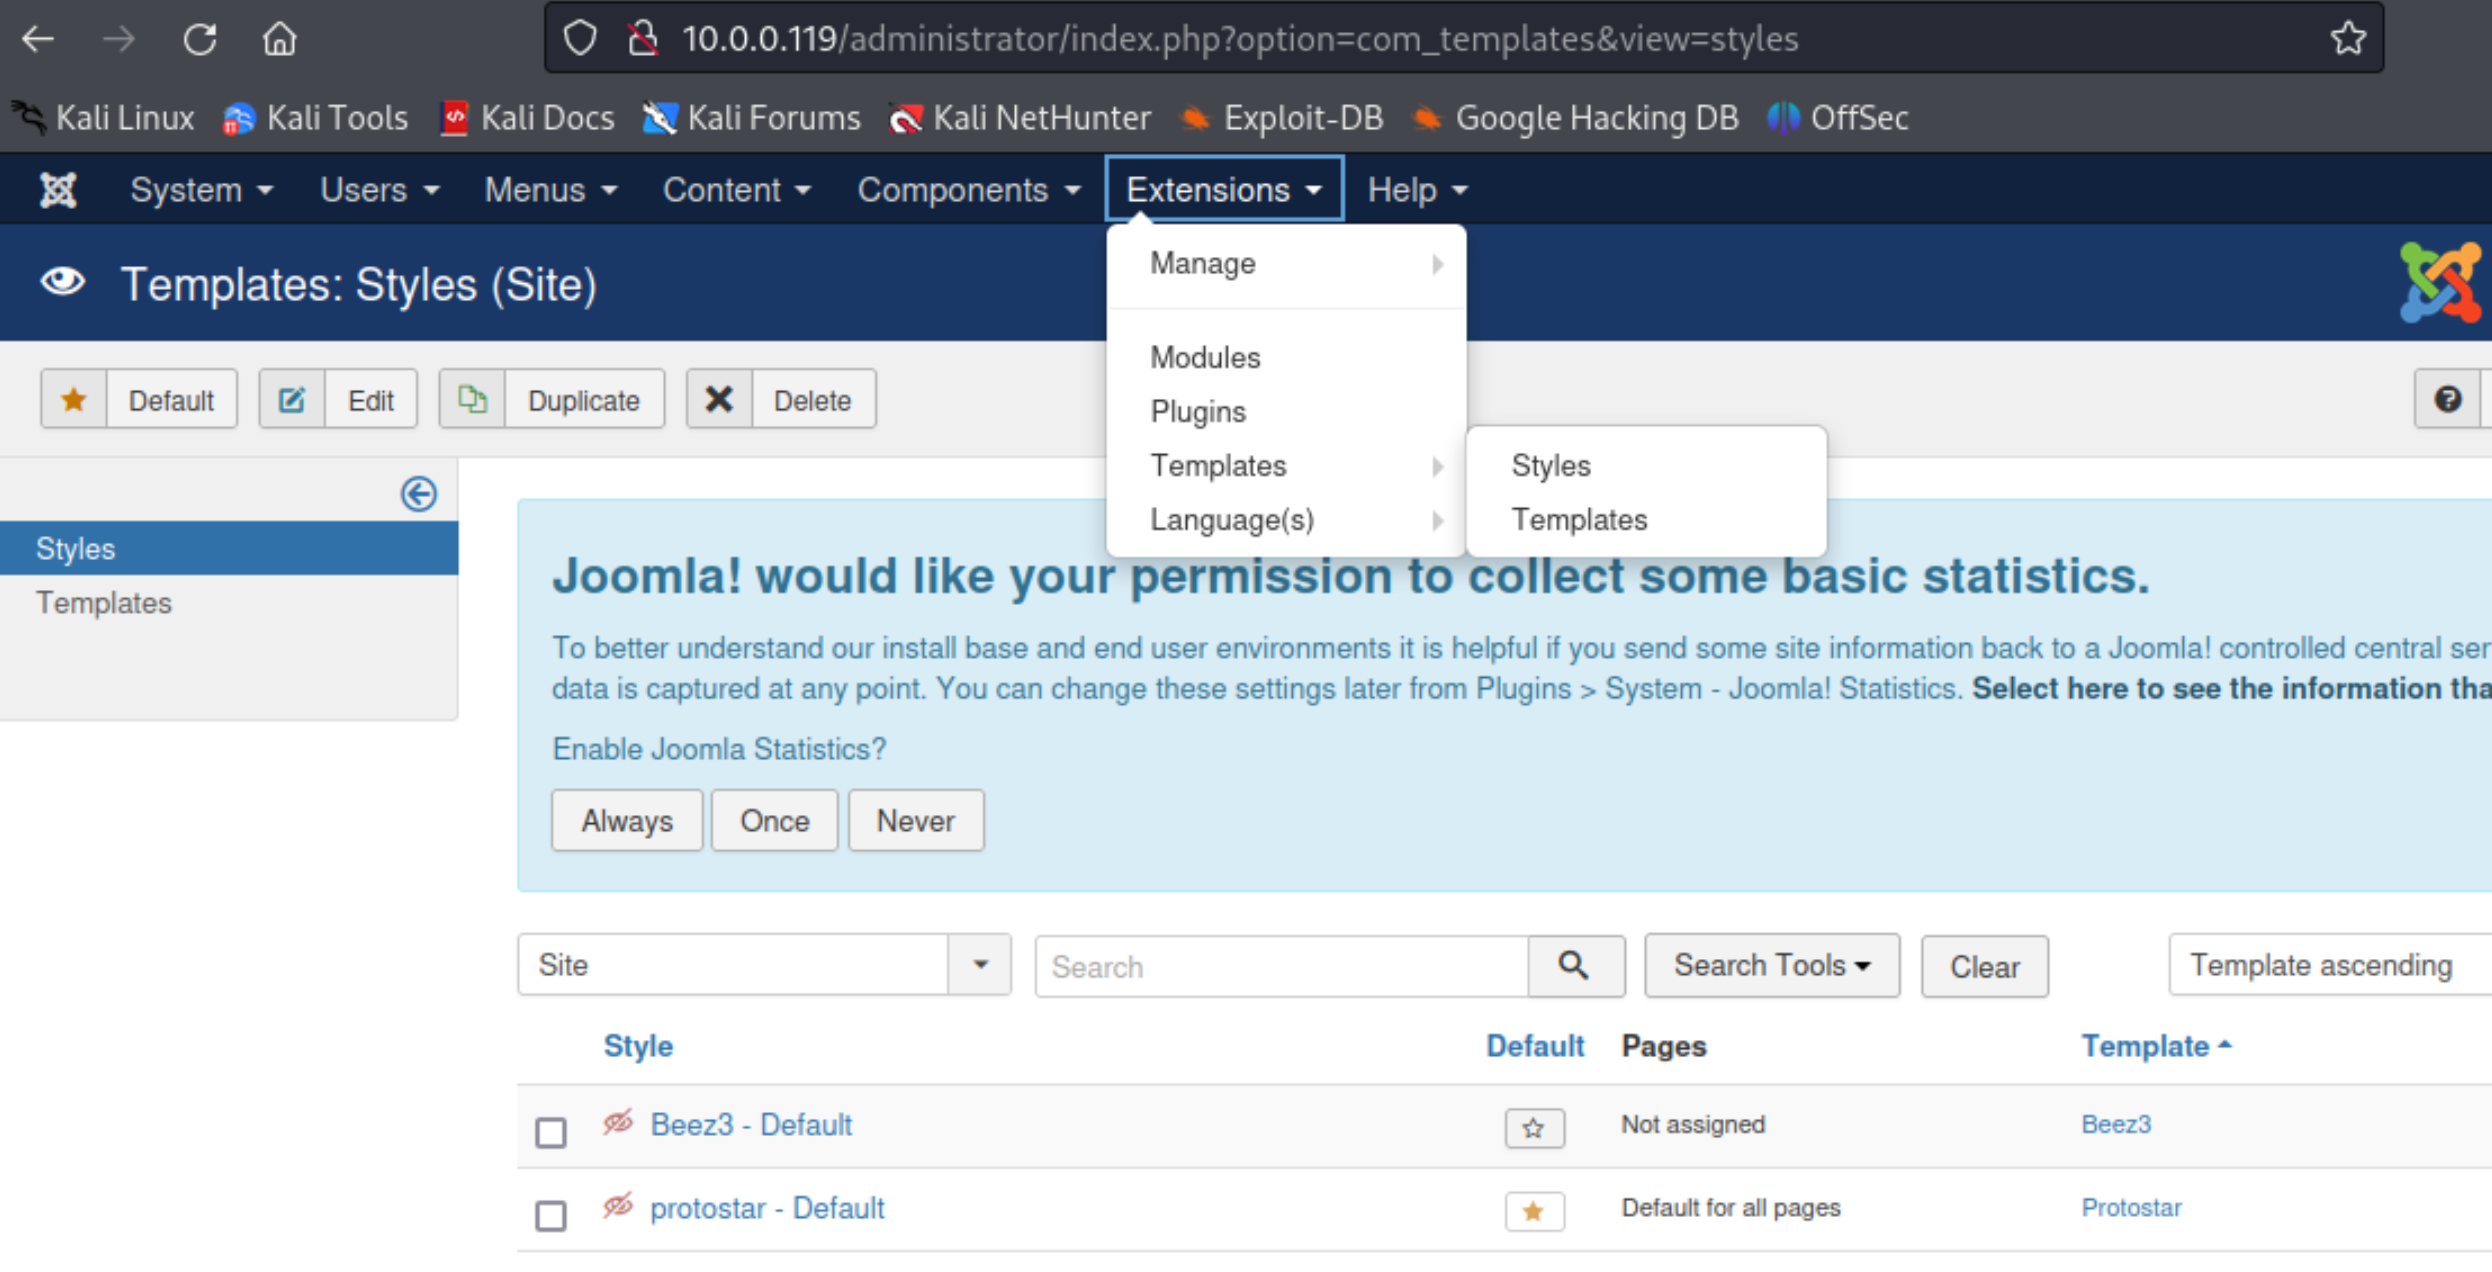 10.0.0.119/administrator/index.php?option=com_templates&view=styles
Kali Linux Kali Tools Kali Docs Kali Forums Kali NetHunter Exploit-DB Google Hacking DB OffSec
System Users Menus Content Components Extensions Help
Templates: Styles (Site)
Manage
Modules
Plugins
Templates
Language(s)
Styles
Templates
Default Edit Duplicate Delete
Styles
Templates
Joomla! would like your permission to collect some basic statistics.
To better understand our install base and end user environments it is helpful if you send some site information back to a Joomla! controlled central ser
data is captured at any point. You can change these settings later from Plugins > System - Joomla! Statistics. Select here to see the information tha
Enable Joomla Statistics?
Always Once Never
Site Search Search Tools Clear Template ascending
Style Default Pages Template
Beez3 - Default Not assigned Beez3
protostar - Default Default for all pages Protostar